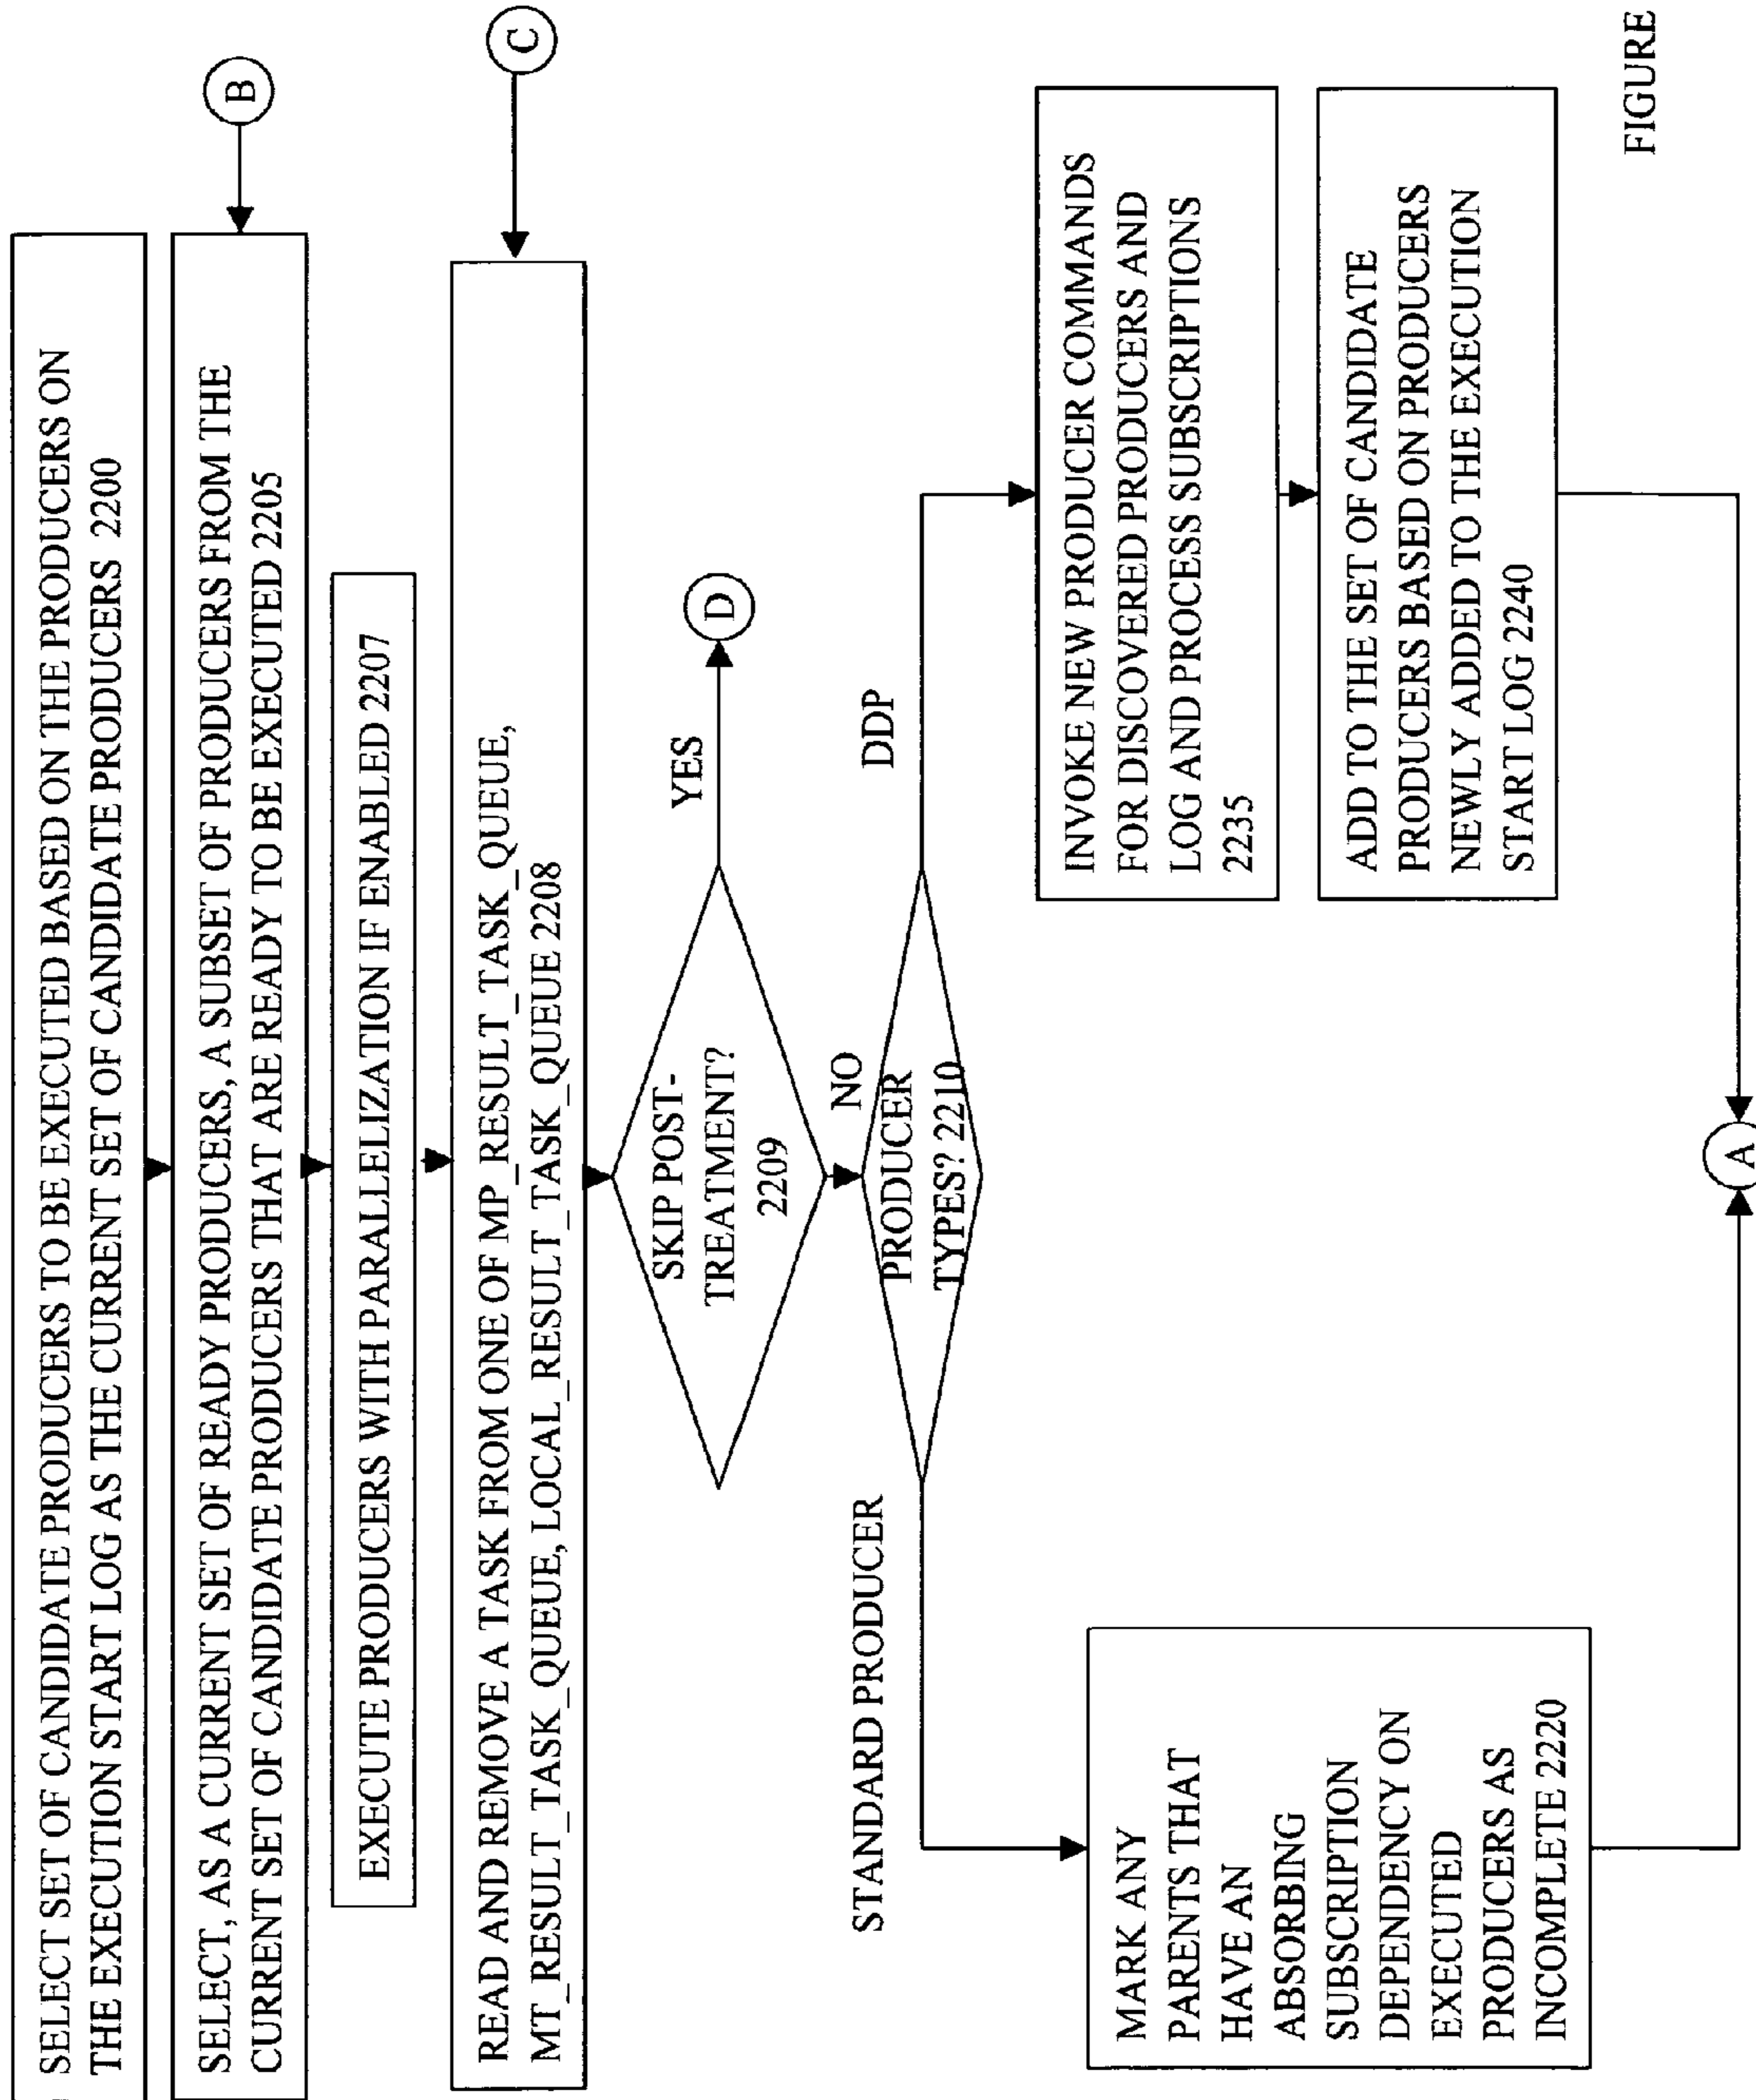 SELECT SET OF CANDIDATE PRODUCERS TO BE EXECUTED BASED ON THE PRODUCERS ON
THE EXECUTION START LOG AS THE CURRENT SET OF CANDIDATE PRODUCERS 2200
B
SELECT, AS A CURRENT SET OF READY PRODUCERS, A SUBSET OF PRODUCERS FROM THE
CURRENT SET OF CANDIDATE PRODUCERS THAT ARE READY TO BE EXECUTED 2205
EXECUTE PRODUCERS WITH PARALLELIZATION IF ENABLED 2207
C
READ AND REMOVE A TASK FROM ONE OF MP_RESULT_TASK_QUEUE,
MT_RESULT_TASK_QUEUE, LOCAL_RESULT_TASK_QUEUE 2208
SKIP POST-
TREATMENT?
2209
YES
D
NO
PRODUCER
TYPES? 2210
STANDARD PRODUCER
DDP
MARK ANY
PARENTS THAT
HAVE AN
ABSORBING
SUBSCRIPTION
DEPENDENCY ON
EXECUTED
PRODUCERS AS
INCOMPLETE 2220
INVOKE NEW PRODUCER COMMANDS
FOR DISCOVERED PRODUCERS AND
LOG AND PROCESS SUBSCRIPTIONS
2235
ADD TO THE SET OF CANDIDATE
PRODUCERS BASED ON PRODUCERS
NEWLY ADDED TO THE EXECUTION
START LOG 2240
A
FIGURE